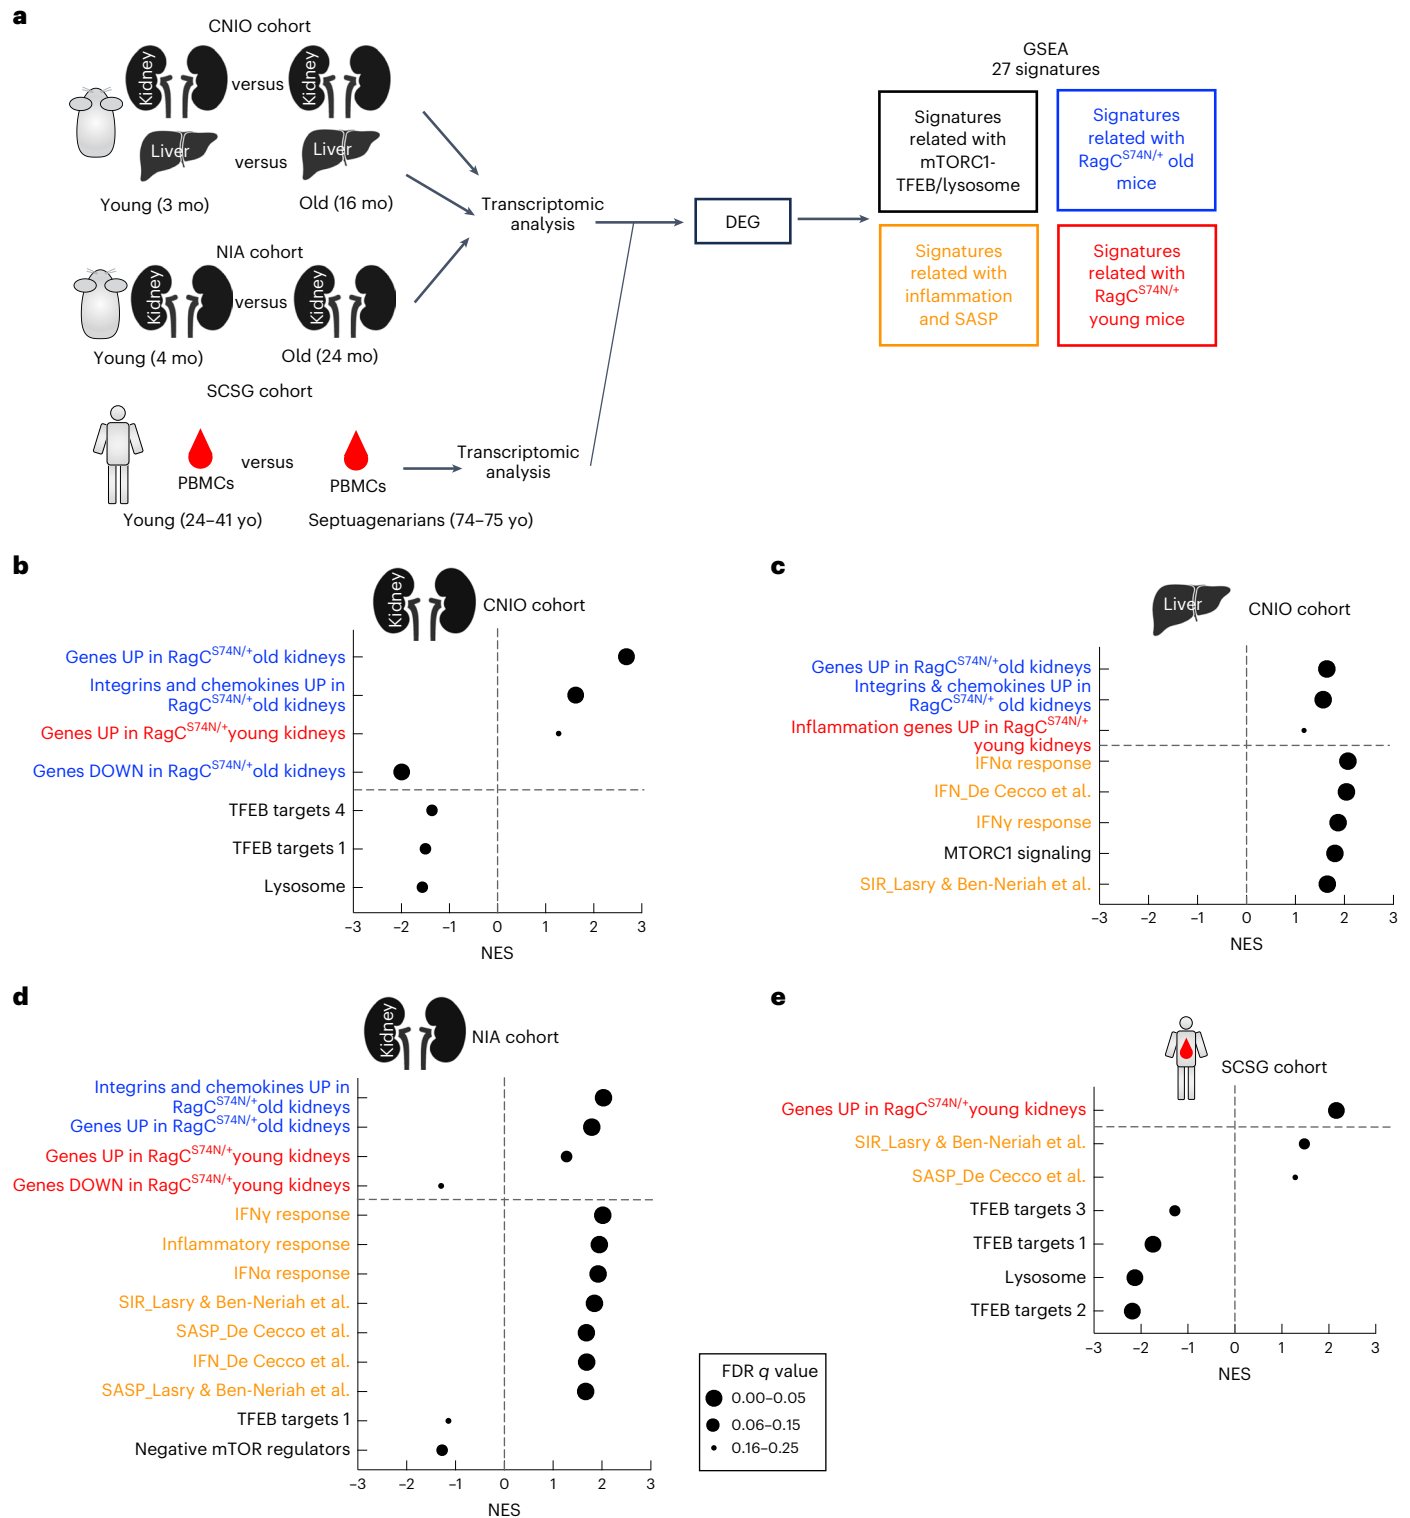 a
CNIO cohort
Kidney
versus
Liver
versus
Liver
Young (3 mo)
Old (16 mo)
NIA cohort
Kidney
versus
Kidney
Young (4 mo)
Old (24 mo)
SCSG cohort
PBMCs
versus
PBMCs
Young (24–41 yo)
Septuagenarians (74–75 yo)
Kidney
Transcriptomic
analysis
Transcriptomic
analysis
DEG
GSEA
27 signatures
Signatures
related with
mTORC1-
TFEB/lysosome
Signatures
related with
RagC^S74N/+ old
mice
Signatures
related with
inflammation
and SASP
Signatures
related with
RagC^S74N/+
young mice
b
Kidney
CNIO cohort
Genes UP in RagC^S74N/+ old kidneys
Integrins and chemokines UP in
RagC^S74N/+ old kidneys
Genes UP in RagC^S74N/+ young kidneys
Genes DOWN in RagC^S74N/+ old kidneys
TFEB targets 4
TFEB targets 1
Lysosome
–3 –2 –1 0 1 2 3
NES
c
Liver
CNIO cohort
Genes UP in RagC^S74N/+ old kidneys
Integrins & chemokines UP in
RagC^S74N/+ old kidneys
Inflammation genes UP in RagC^S74N/+
young kidneys
IFNα response
IFN_De Cecco et al.
IFNγ response
MTORC1 signaling
SIR_Lasry & Ben-Neriah et al.
–3 –2 –1 0 1 2 3
NES
d
Kidney
NIA cohort
Integrins and chemokines UP in
RagC^S74N/+ old kidneys
Genes UP in RagC^S74N/+ old kidneys
Genes UP in RagC^S74N/+ young kidneys
Genes DOWN in RagC^S74N/+ young kidneys
IFNγ response
Inflammatory response
IFNα response
SIR_Lasry & Ben-Neriah et al.
SASP_De Cecco et al.
IFN_De Cecco et al.
SASP_Lasry & Ben-Neriah et al.
TFEB targets 1
Negative mTOR regulators
–3 –2 –1 0 1 2 3
NES
FDR q value
0.00–0.05
0.06–0.15
0.16–0.25
e
SCSG cohort
Genes UP in RagC^S74N/+ young kidneys
SIR_Lasry & Ben-Neriah et al.
SASP_De Cecco et al.
TFEB targets 3
TFEB targets 1
Lysosome
TFEB targets 2
–3 –2 –1 0 1 2 3
NES